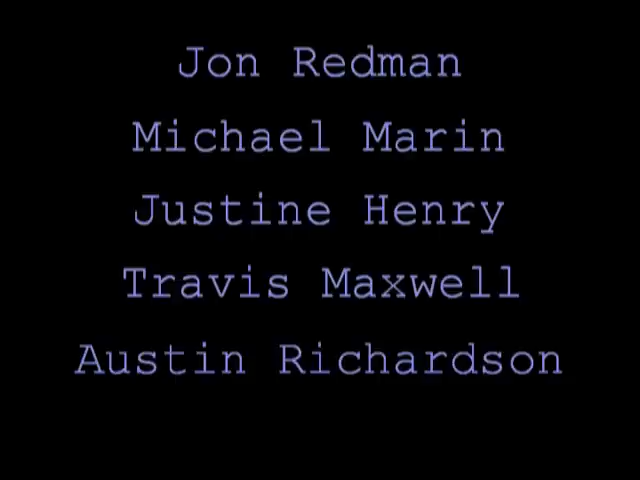 Jon Redman
Michael Marin
Justine Henry
Travis Maxwell
Austin Richardson